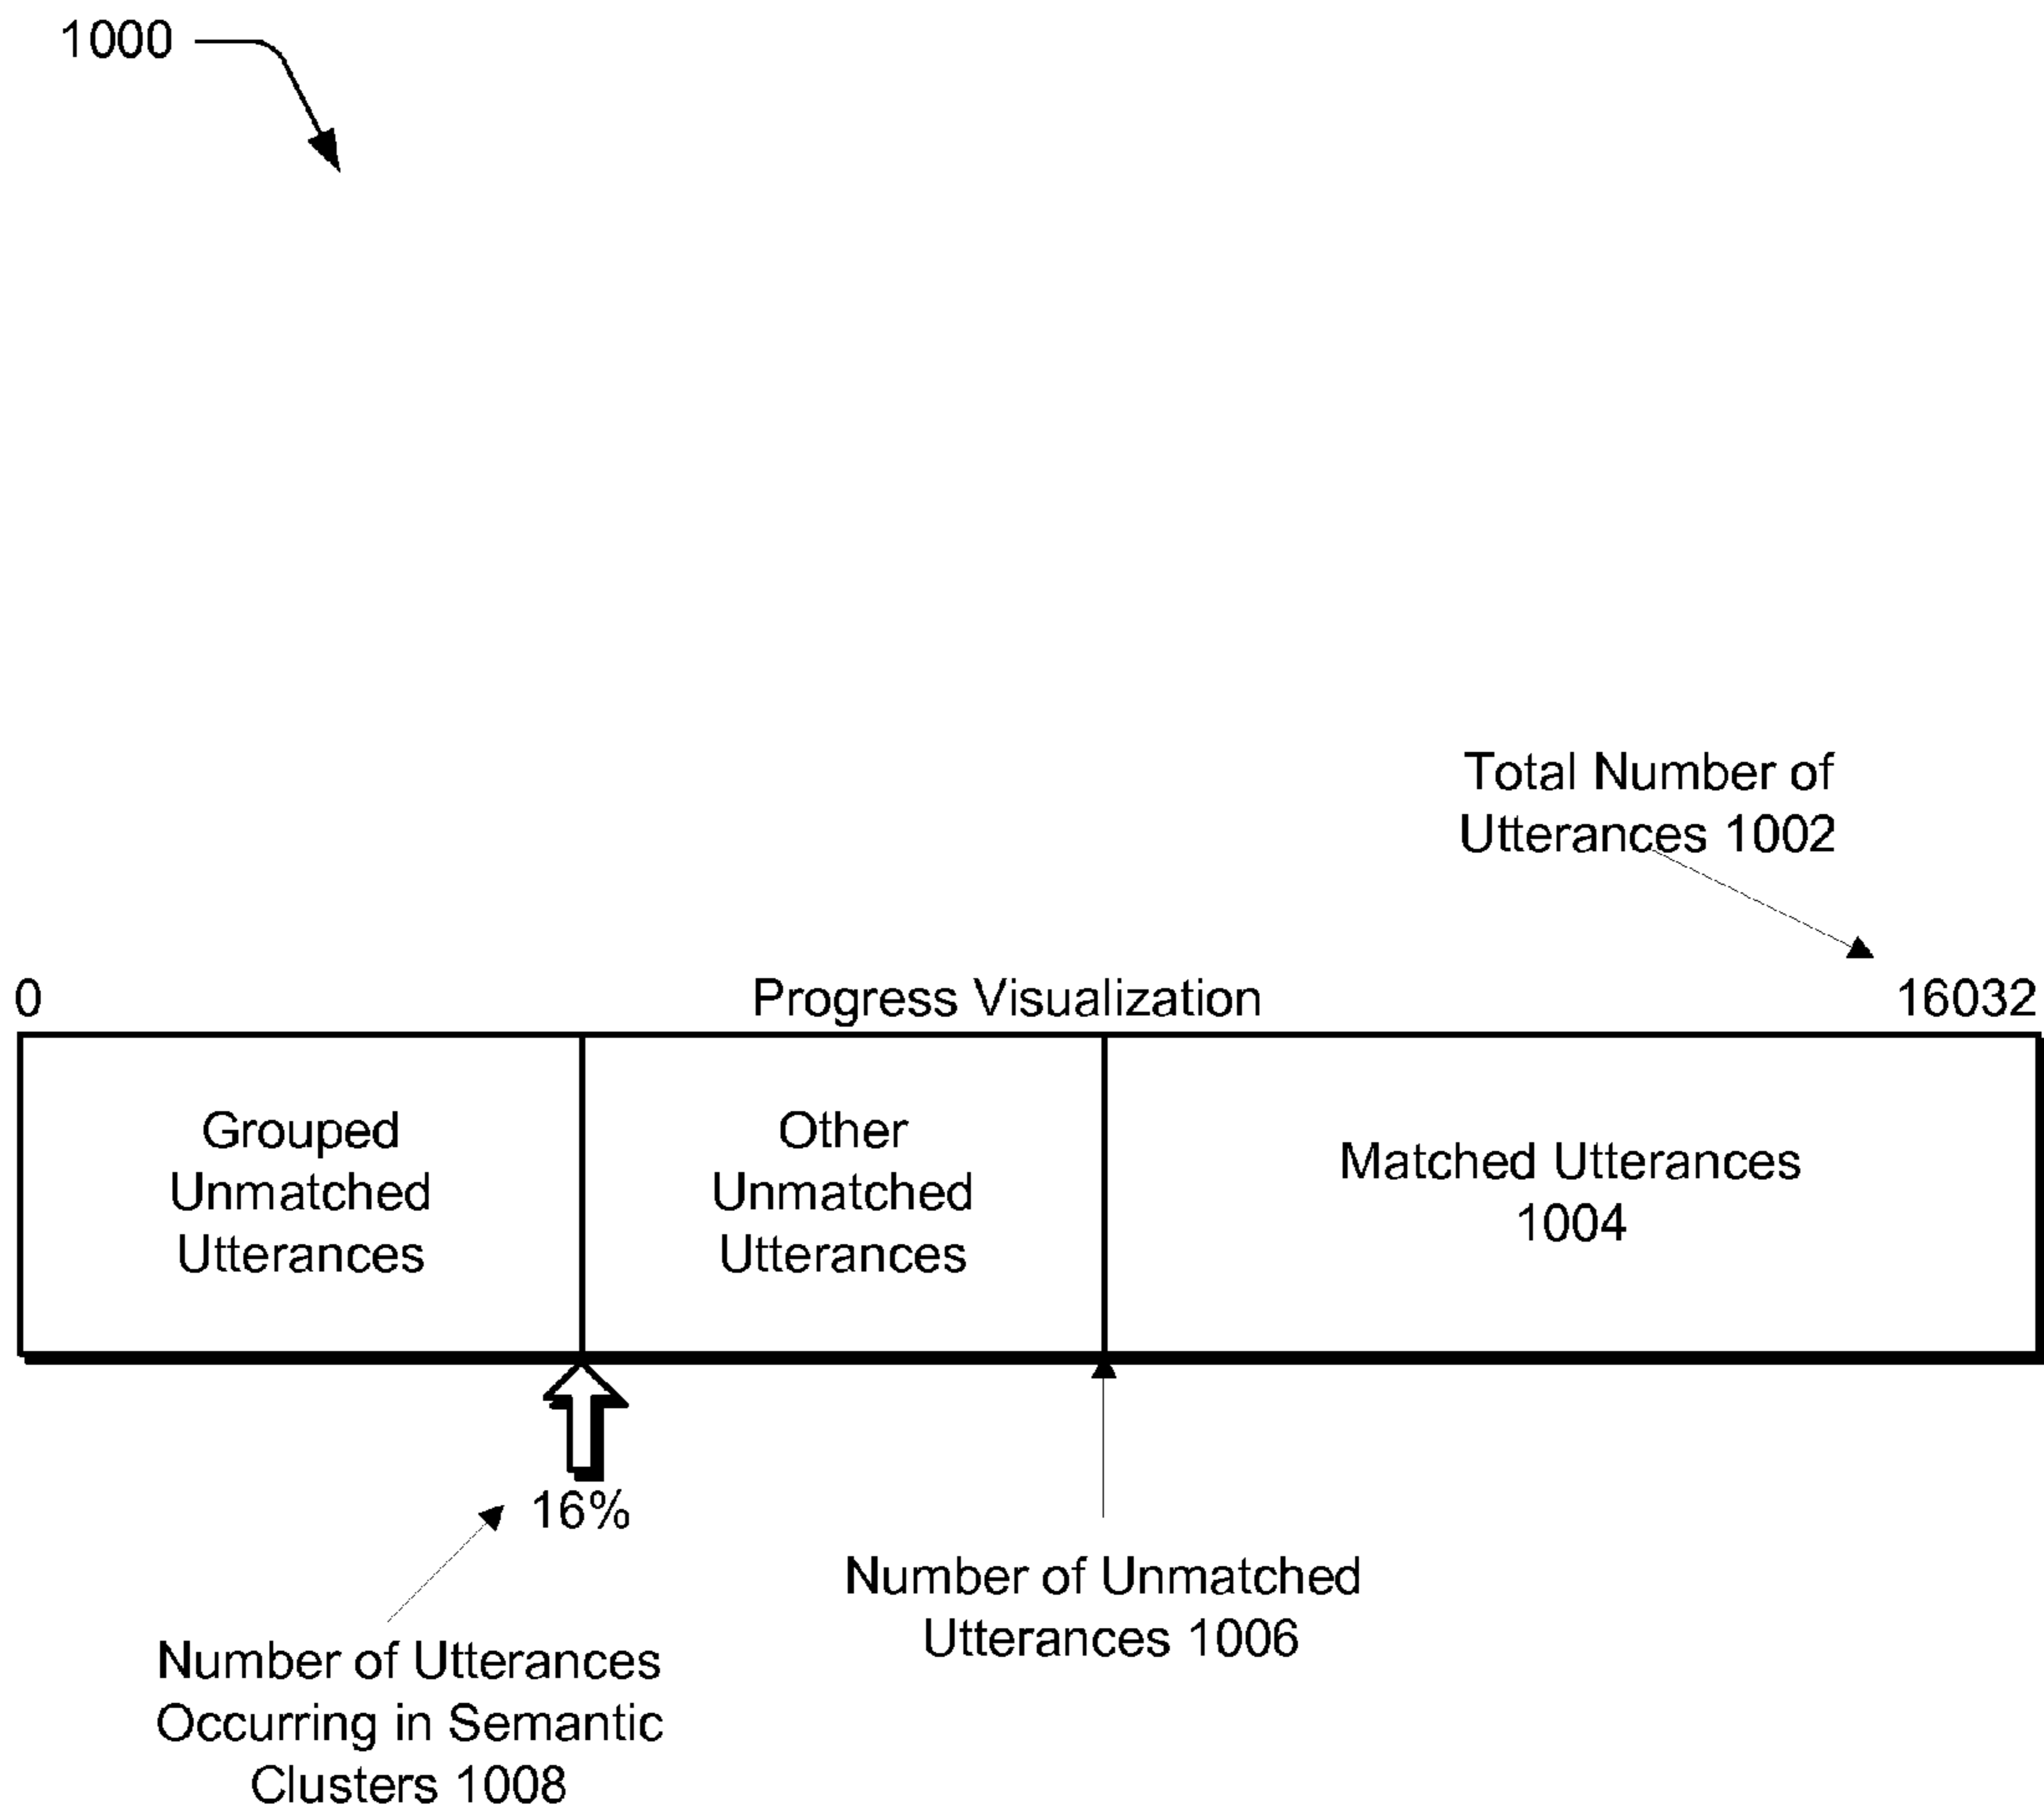 1000
Total Number of
Utterances 1002
0
Progress Visualization
16032
Grouped
Unmatched
Utterances
Other
Unmatched
Utterances
Matched Utterances
1004
16%
Number of Unmatched
Utterances 1006
Number of Utterances
Occurring in Semantic
Clusters 1008